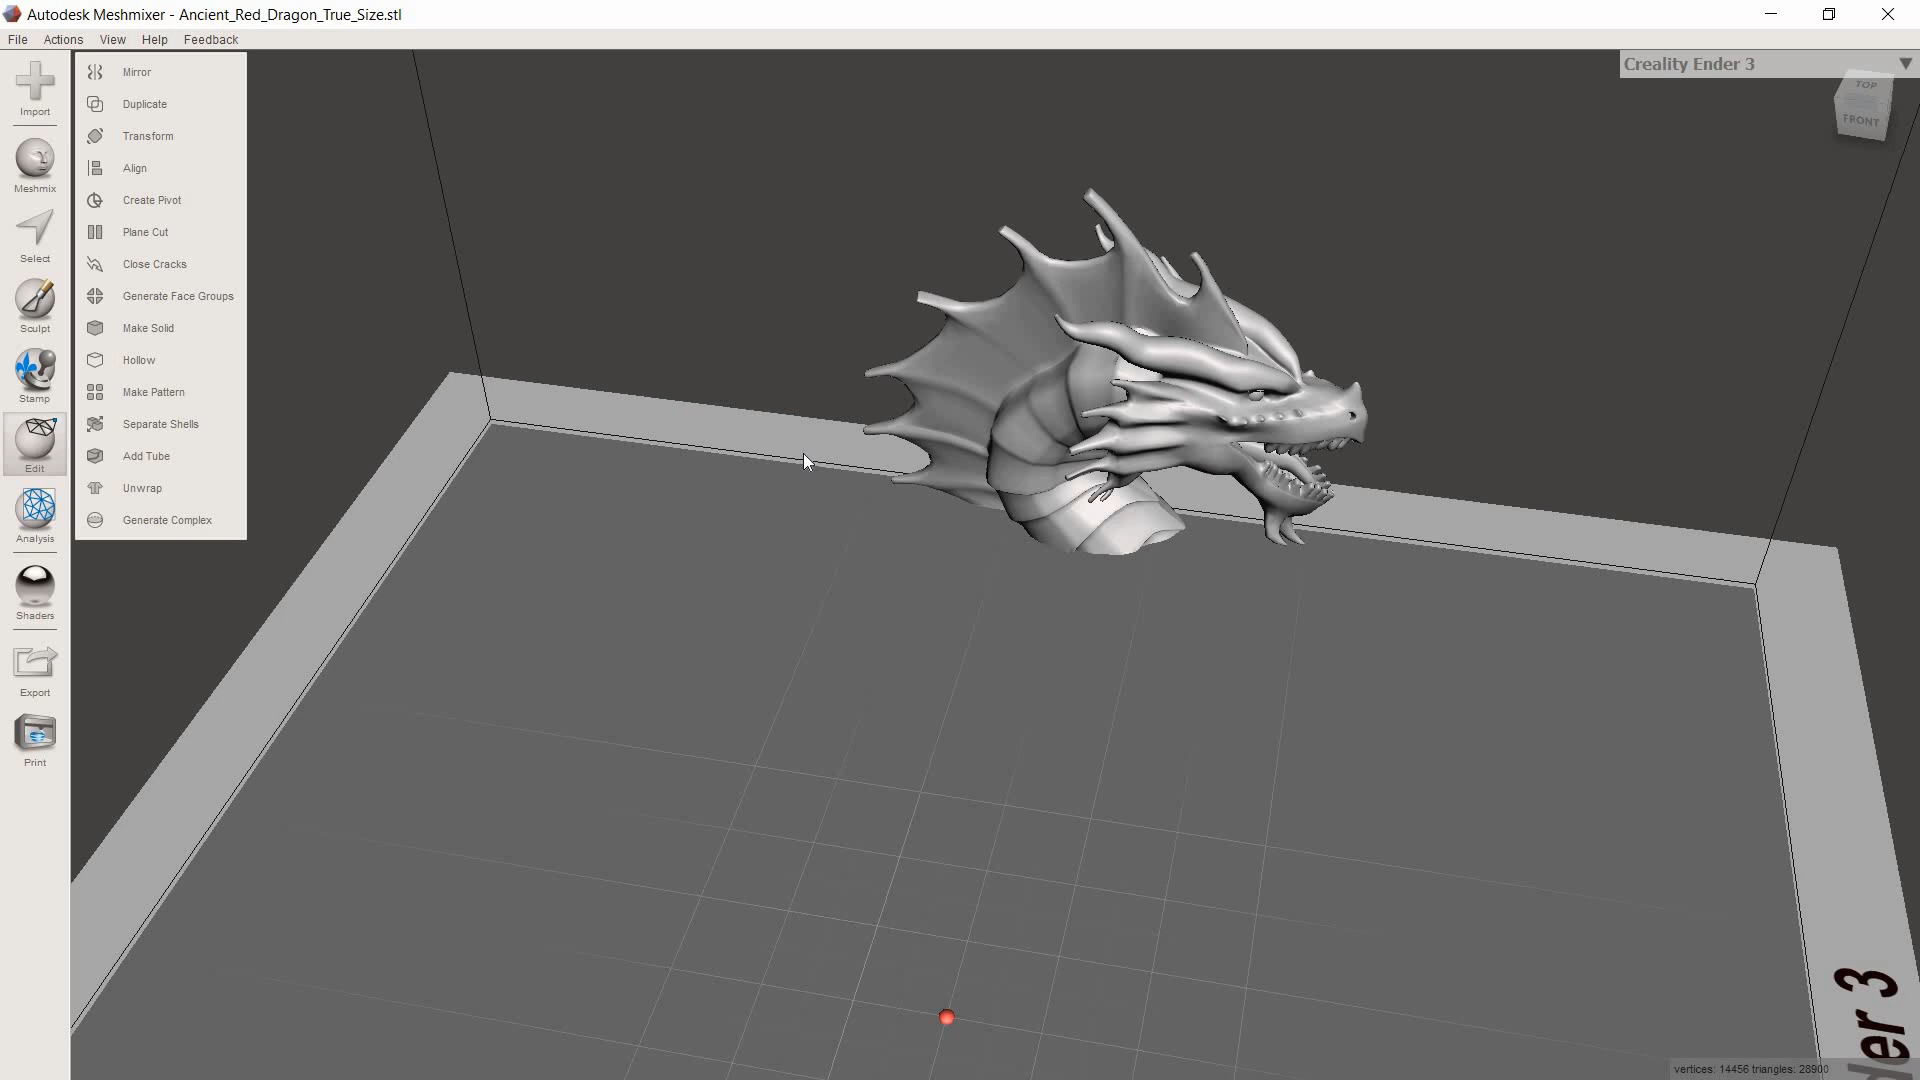 Autodesk Meshmixer - Ancient_Red_Dragon_True_Size.stl
File Actions View Help Feedback
Import
Meshmix
Select
Sculpt
Stamp
Edit
Analysis
Shaders
Export
Print
Mirror
Duplicate
Transform
Align
Create Pivot
Plane Cut
Close Cracks
Generate Face Groups
Make Solid
Hollow
Make Pattern
Separate Shells
Add Tube
Unwrap
Generate Complex
Creality Ender 3
TOP
FRONT
der 3
vertices: 14456 triangles: 28900